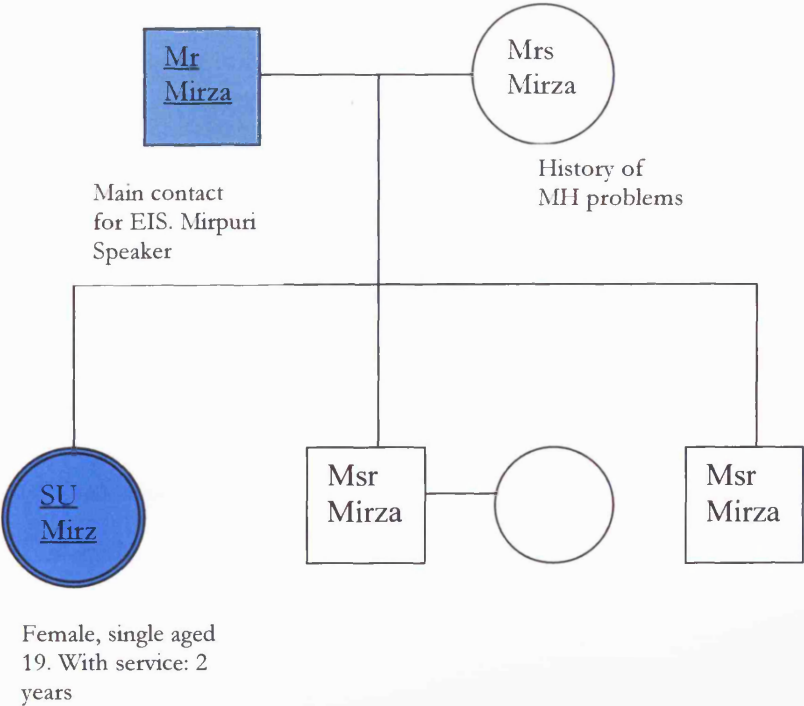 Mr
Mirza
Mrs
Mirza
Main contact
for EIS. Mirpuri
Speaker
History of
MH problems
SU
Mirz
Msr
Mirza
Msr
Mirza
Female, single aged
19. With service: 2
years